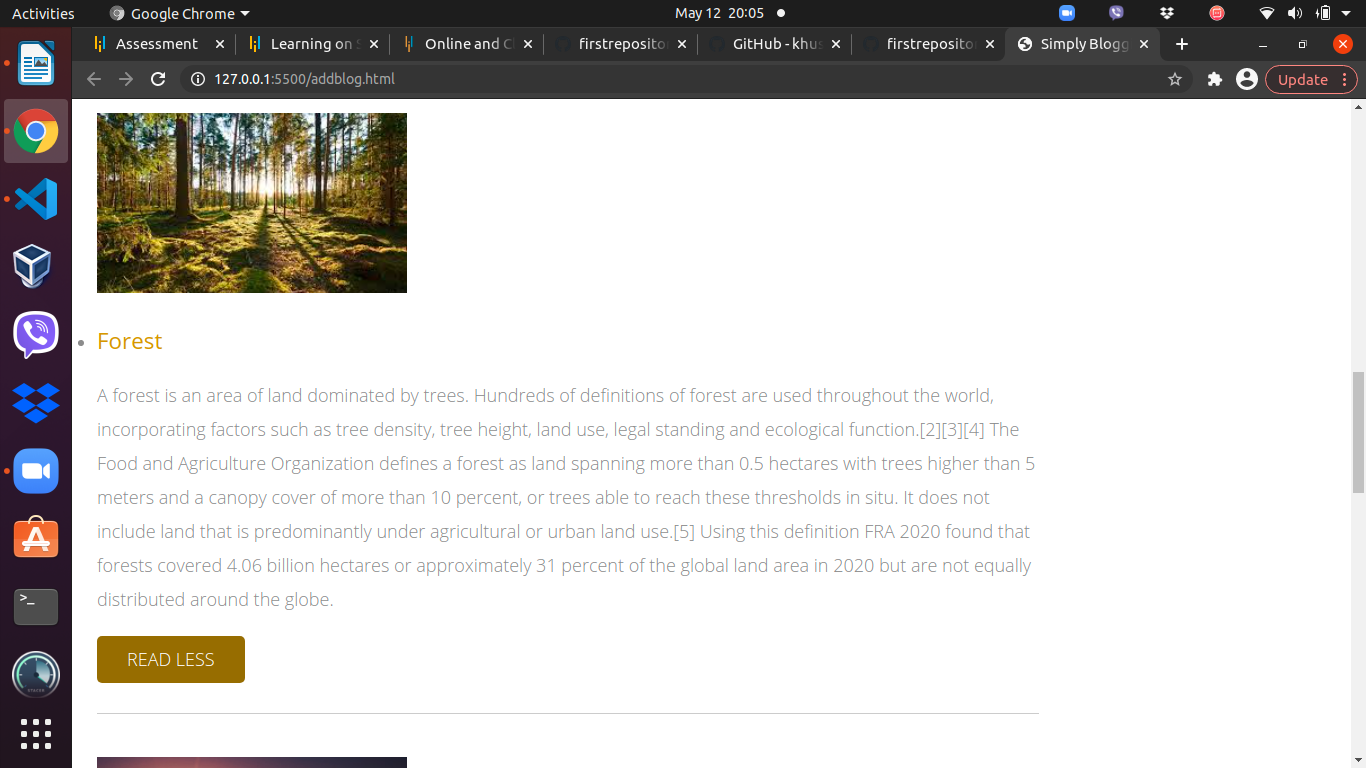 Activities Google Chrome May 12 20:05
Assessment Learning on S Online and Cl firstreposito GitHub - khus firstreposito Simply Blogg
127.0.0.1:5500/addblog.html Update
Forest
A forest is an area of land dominated by trees. Hundreds of definitions of forest are used throughout the world,
incorporating factors such as tree density, tree height, land use, legal standing and ecological function.[2][3][4] The
Food and Agriculture Organization defines a forest as land spanning more than 0.5 hectares with trees higher than 5
meters and a canopy cover of more than 10 percent, or trees able to reach these thresholds in situ. It does not
include land that is predominantly under agricultural or urban land use.[5] Using this definition FRA 2020 found that
forests covered 4.06 billion hectares or approximately 31 percent of the global land area in 2020 but are not equally
distributed around the globe.
READ LESS